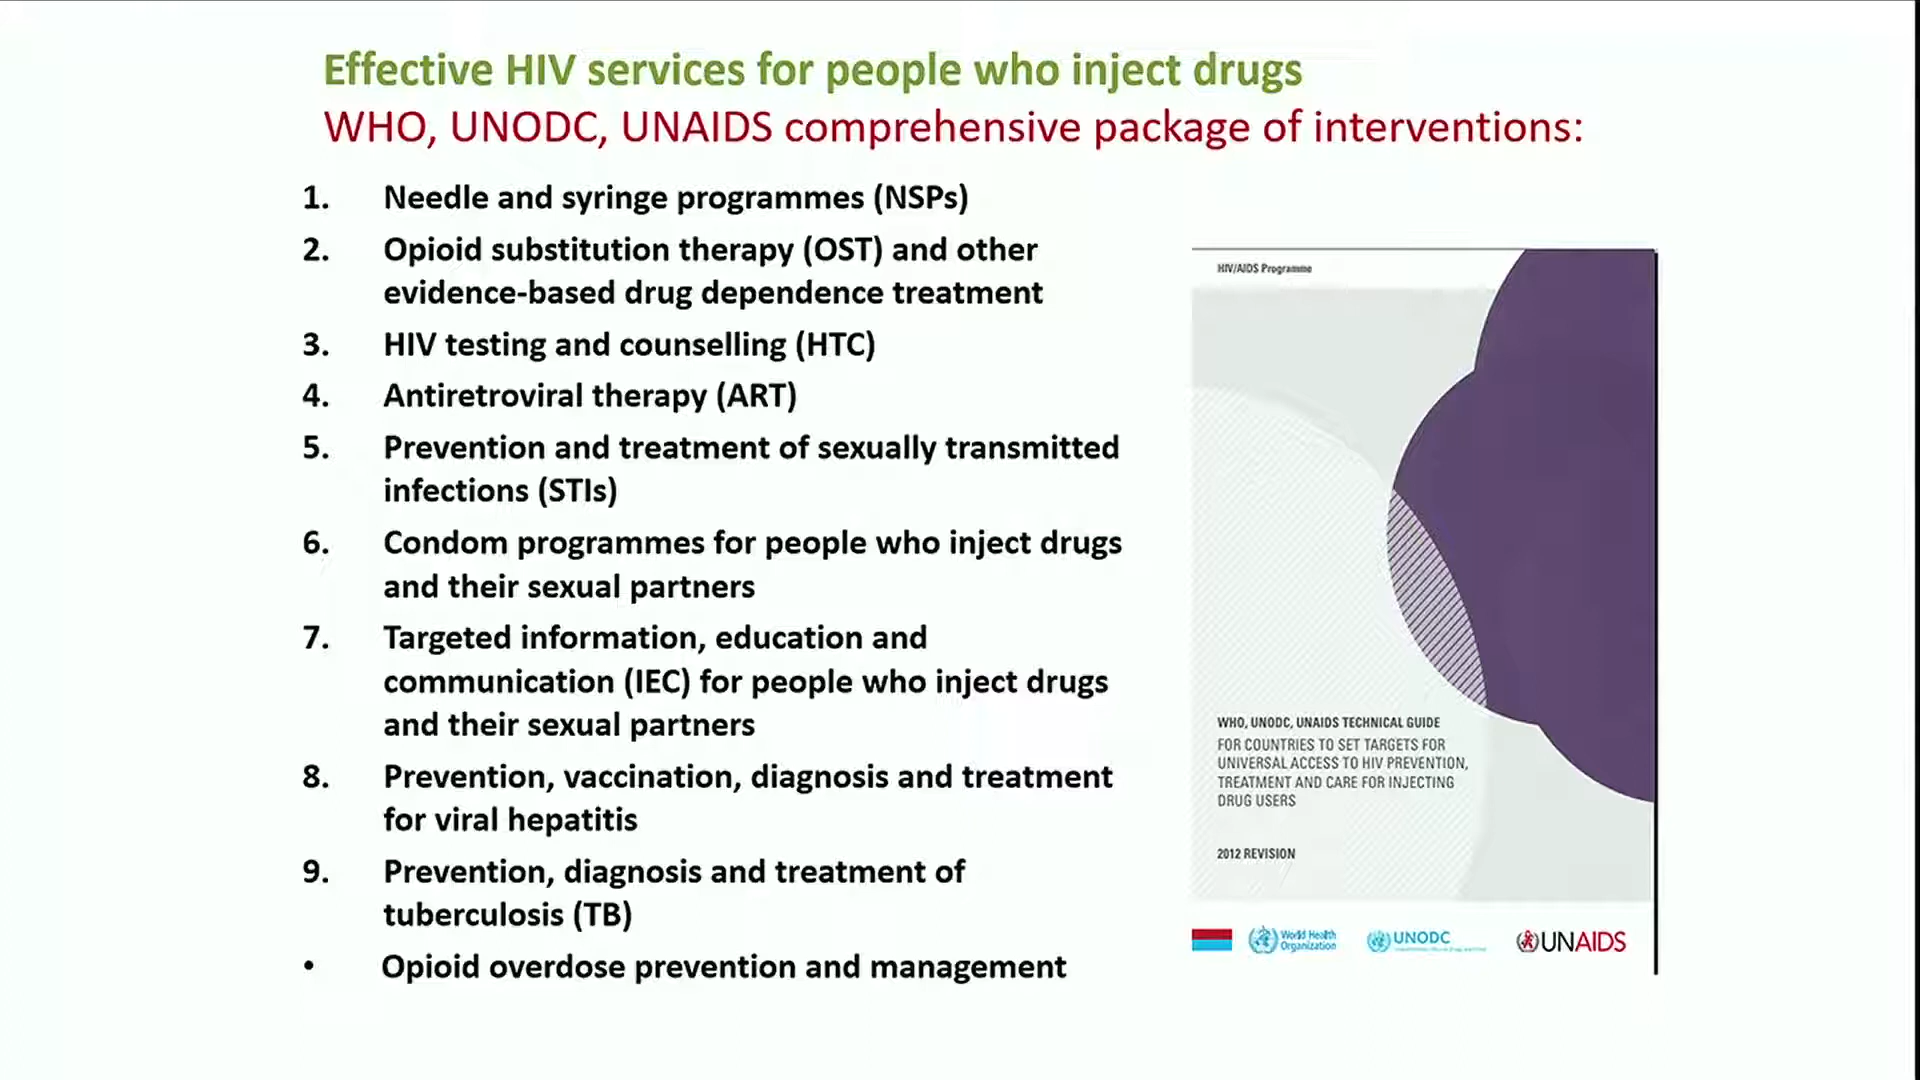 Effective HIV services for people who inject drugs
WHO, UNODC, UNAIDS comprehensive package of interventions:
1. Needle and syringe programmes (NSPs)
2. Opioid substitution therapy (OST) and other
evidence-based drug dependence treatment
3. HIV testing and counselling (HTC)
4. Antiretroviral therapy (ART)
5. Prevention and treatment of sexually transmitted
infections (STIs)
6. Condom programmes for people who inject drugs
and their sexual partners
7. Targeted information, education and
communication (IEC) for people who inject drugs
and their sexual partners
8. Prevention, vaccination, diagnosis and treatment
for viral hepatitis
9. Prevention, diagnosis and treatment of
tuberculosis (TB)
• Opioid overdose prevention and management
HIV/AIDS Programme
WHO, UNODC, UNAIDS TECHNICAL GUIDE
FOR COUNTRIES TO SET TARGETS FOR
UNIVERSAL ACCESS TO HIV PREVENTION,
TREATMENT AND CARE FOR INJECTING
DRUG USERS
2012 REVISION
World Health
Organization
UNODC
UNAIDS